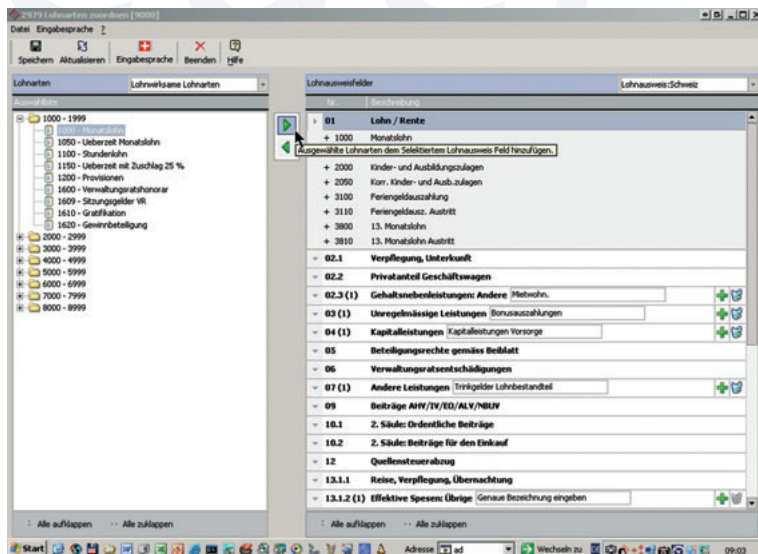 2979 Lohnarten zuordnen [9000]
Datei Eingabesprache ?
Speichern Aktualisieren Eingabesprache Beenden Hilfe
Lohnarten Lohnwirksame Lohnarten
Auswahlliste
1000 - 1999
1000 - Monatslohn
1050 - Ueberzeit Monatslohn
1100 - Stundenlohn
1150 - Ueberzeit mit Zuschlag 25 %
1200 - Provisionen
1600 - Verwaltungsratshonorar
1609 - Sitzungsgelder VR
1610 - Gratifikation
1620 - Gewinnbeteiligung
2000 - 2999
3000 - 3999
4000 - 4999
5000 - 5999
6000 - 6999
7000 - 7999
8000 - 8999
Alle aufklappen Alle zuklappen
Lohnausweisfelder Lohnausweis:Schweiz
Nr. Beschreibung
01 Lohn / Rente
+ 1000 Monatslohn
Ausgewählte Lohnarten dem Selektiertem Lohnausweis Feld hinzufügen.
+ 2000 Kinder- und Ausbildungszulagen
+ 2050 Korr. Kinder- und Ausb.zulagen
+ 3100 Feriengeldauszahlung
+ 3110 Feriengeldausz. Austritt
+ 3800 13. Monatslohn
+ 3810 13. Monatslohn Austritt
02.1 Verpflegung, Unterkunft
02.2 Privatanteil Geschäftswagen
02.3 (1) Gehaltsnebenleistungen: Andere Mietwohn.
03 (1) Unregelmässige Leistungen Bonusauszahlungen
04 (1) Kapitalleistungen Kapitalleistungen Vorsorge
05 Beteiligungsrechte gemäss Beiblatt
06 Verwaltungsratsentschädigungen
07 (1) Andere Leistungen Trinkgelder Lohnbestandteil
09 Beiträge AHV/IV/EO/ALV/NBUV
10.1 2. Säule: Ordentliche Beiträge
10.2 2. Säule: Beiträge für den Einkauf
12 Quellensteuerabzug
13.1.1 Reise, Verpflegung, Übernachtung
13.1.2 (1) Effektive Spesen: Übrige Genaue Bezeichnung eingeben
Alle aufklappen Alle zuklappen
Start Adresse ad Wechseln zu 09:03